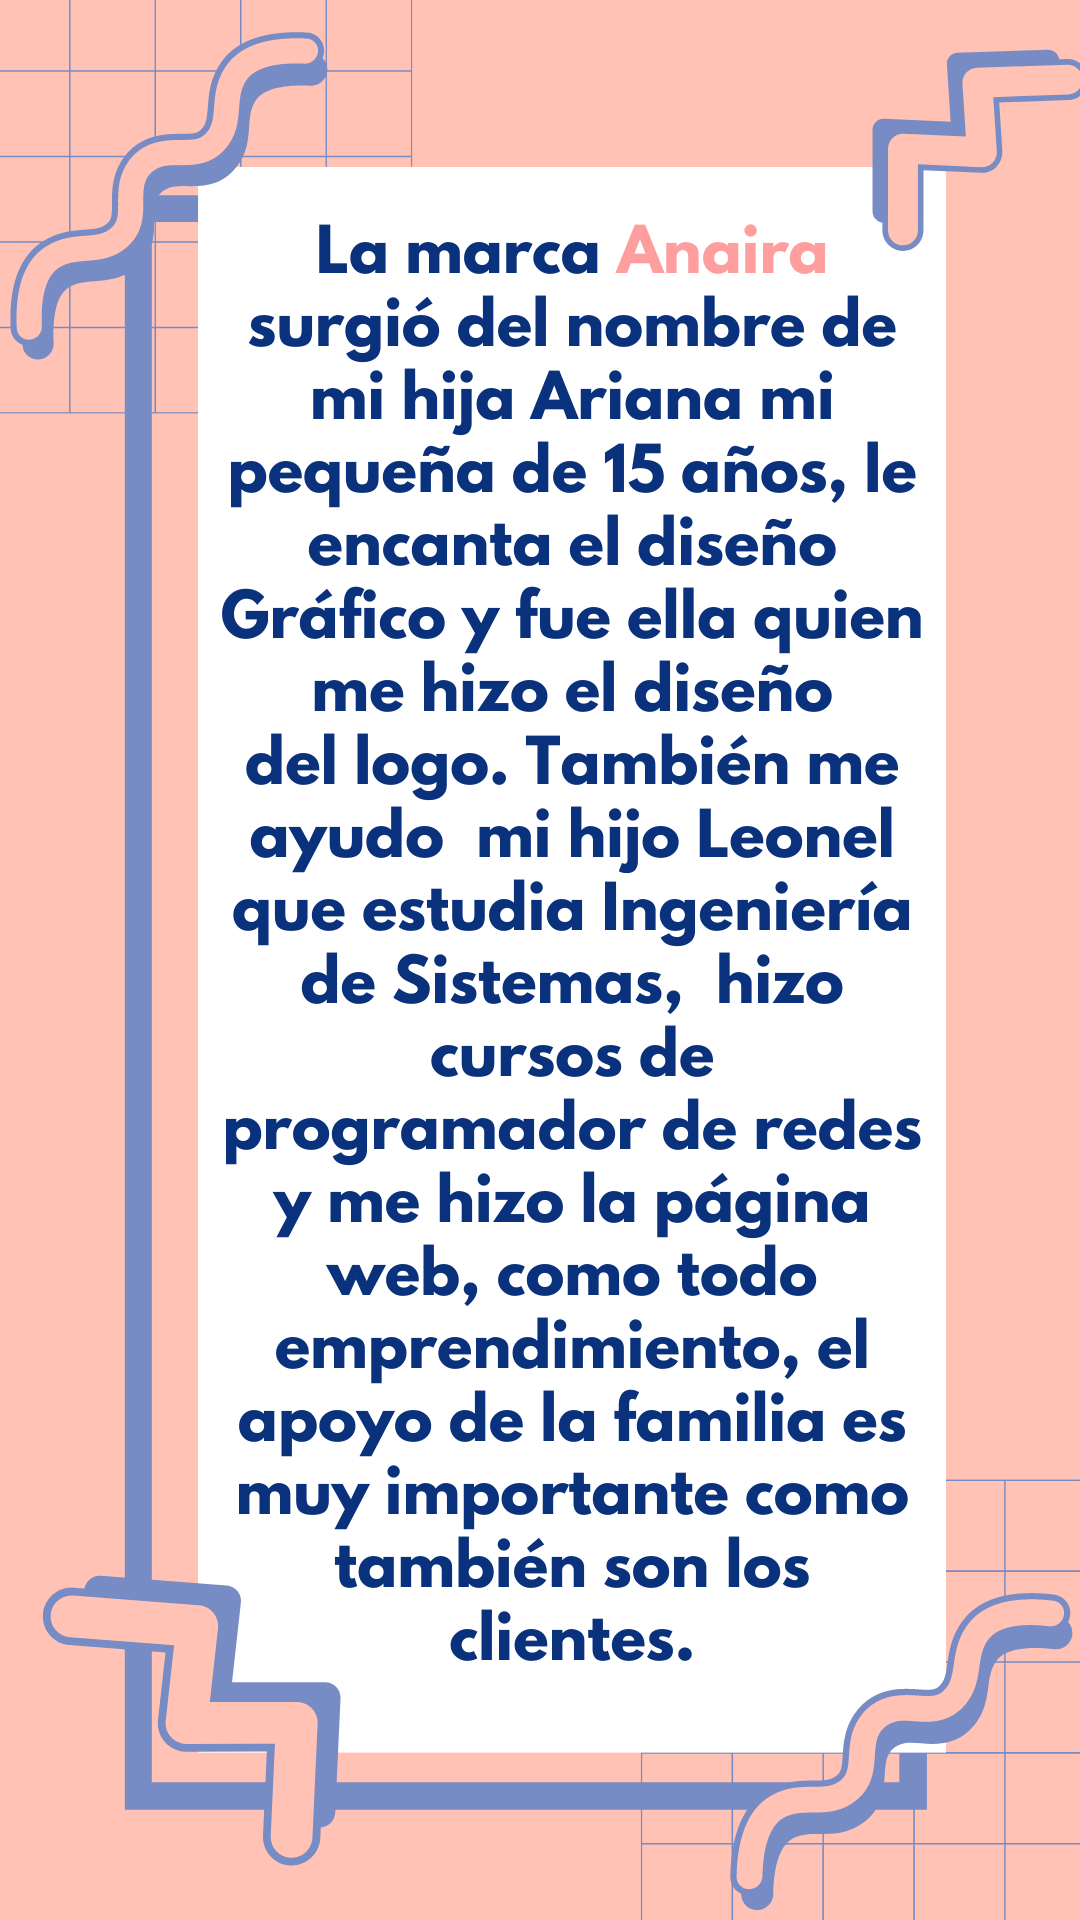 La marca Anaira
surgió del nombre de
mi hija Ariana mi
pequeña de 15 años, le
encanta el diseño
Gráfico y fue ella quien
me hizo el diseño
del logo. También me
ayudo  mi hijo Leonel
que estudia Ingeniería
de Sistemas,  hizo
cursos de
programador de redes
y me hizo la página
web, como todo
emprendimiento, el
apoyo de la familia es
muy importante como
también son los
clientes.